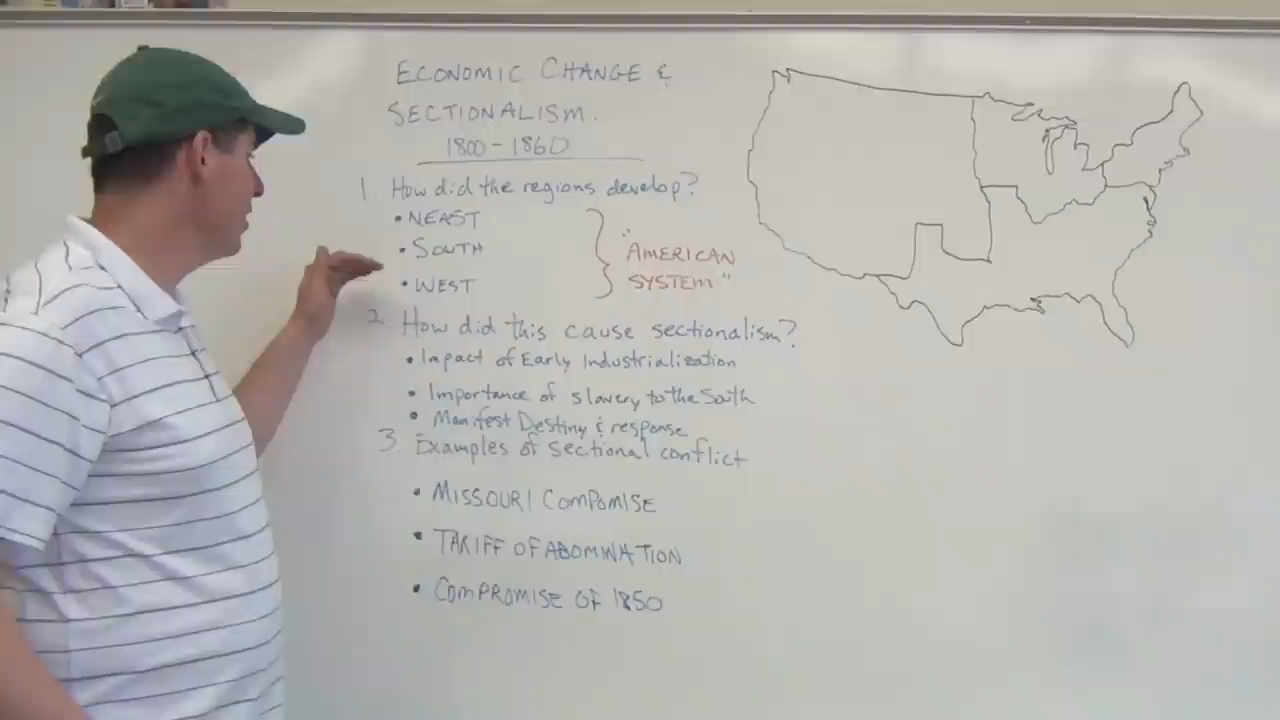 ECONOMIC CHANGE &
SECTIONALISM.
1800-1860
1. How did the regions develop?
• NEAST
• SOUTH
• WEST
"AMERICAN
SYSTEM"
2. How did this cause sectionalism?
• Impact of Early Industrialization
• Importance of slavery to the South
• Manifest Destiny & response
3. Examples of sectional conflict
• MISSOURI COMPOMISE
• TARIFF OF ABOMINATION
• COMPROMISE OF 1850